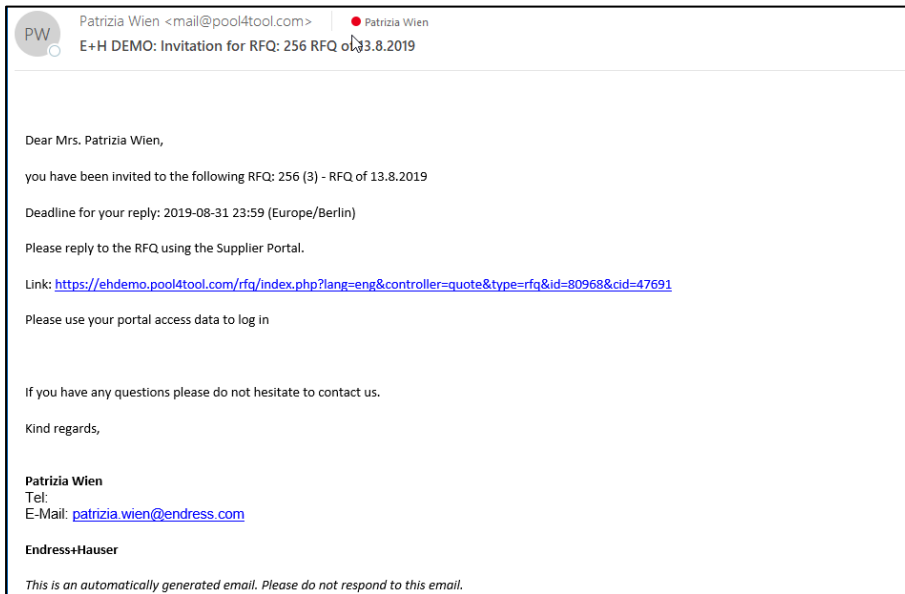 PW
Patrizia Wien <mail@pool4tool.com>
Patrizia Wien
E+H DEMO: Invitation for RFQ: 256 RFQ of 13.8.2019
Dear Mrs. Patrizia Wien,
you have been invited to the following RFQ: 256 (3) - RFQ of 13.8.2019
Deadline for your reply: 2019-08-31 23:59 (Europe/Berlin)
Please reply to the RFQ using the Supplier Portal.
Link: https://ehdemo.pool4tool.com/rfq/index.php?lang=eng&controller=quote&type=rfq&id=80968&cid=47691
Please use your portal access data to log in
If you have any questions please do not hesitate to contact us.
Kind regards,
Patrizia Wien
Tel:
E-Mail: patrizia.wien@endress.com
Endress+Hauser
This is an automatically generated email. Please do not respond to this email.